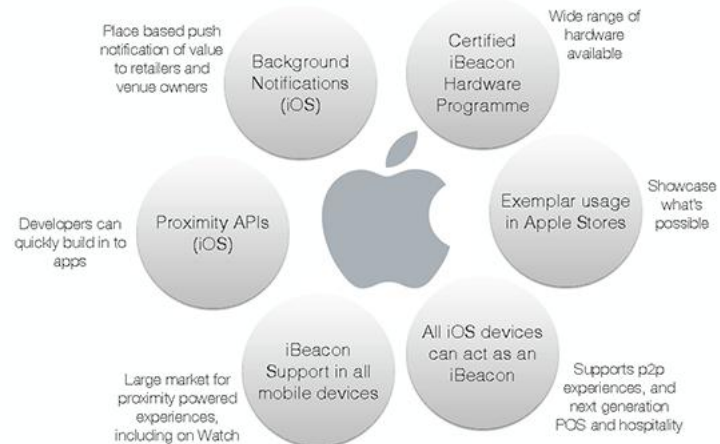 Place based push
notification of value
to retailers and
venue owners
Background
Notifications
(iOS)
Certified
iBeacon
Hardware
Programme
Wide range of
hardware
available
Developers can
quickly build in to
apps
Proximity APIs
(iOS)
Exemplar usage
in Apple Stores
Showcase
what's
possible
Large market for
proximity powered
experiences,
including on Watch
iBeacon
Support in all
mobile devices
All iOS devices
can act as an
iBeacon
Supports p2p
experiences, and
next generation
POS and hospitality